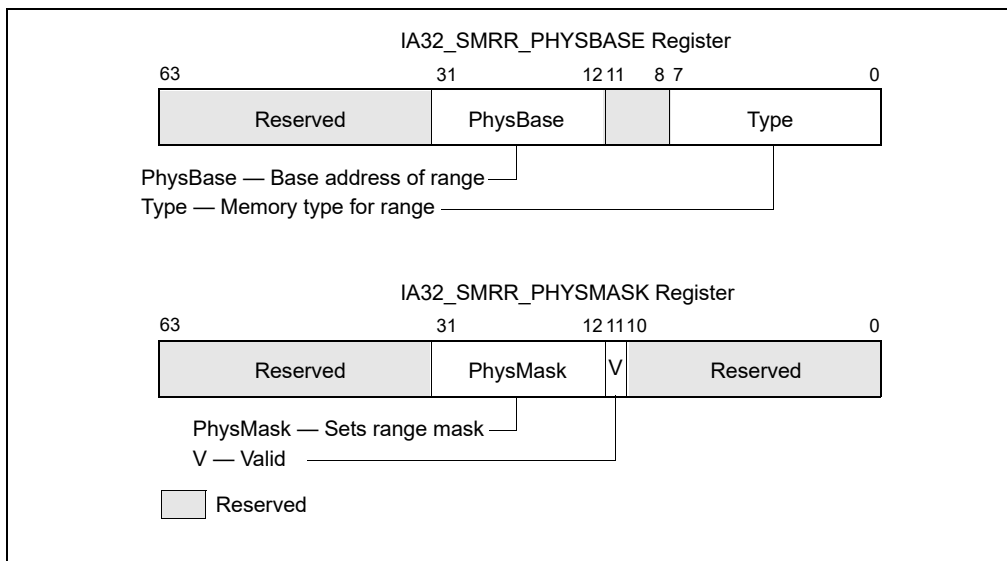 IA32_SMRR_PHYSBASE Register
63 31 12 11 8 7 0
Reserved PhysBase Type
PhysBase — Base address of range
Type — Memory type for range
IA32_SMRR_PHYSMASK Register
63 31 12 11 10 0
Reserved PhysMask V Reserved
PhysMask — Sets range mask
V — Valid
Reserved